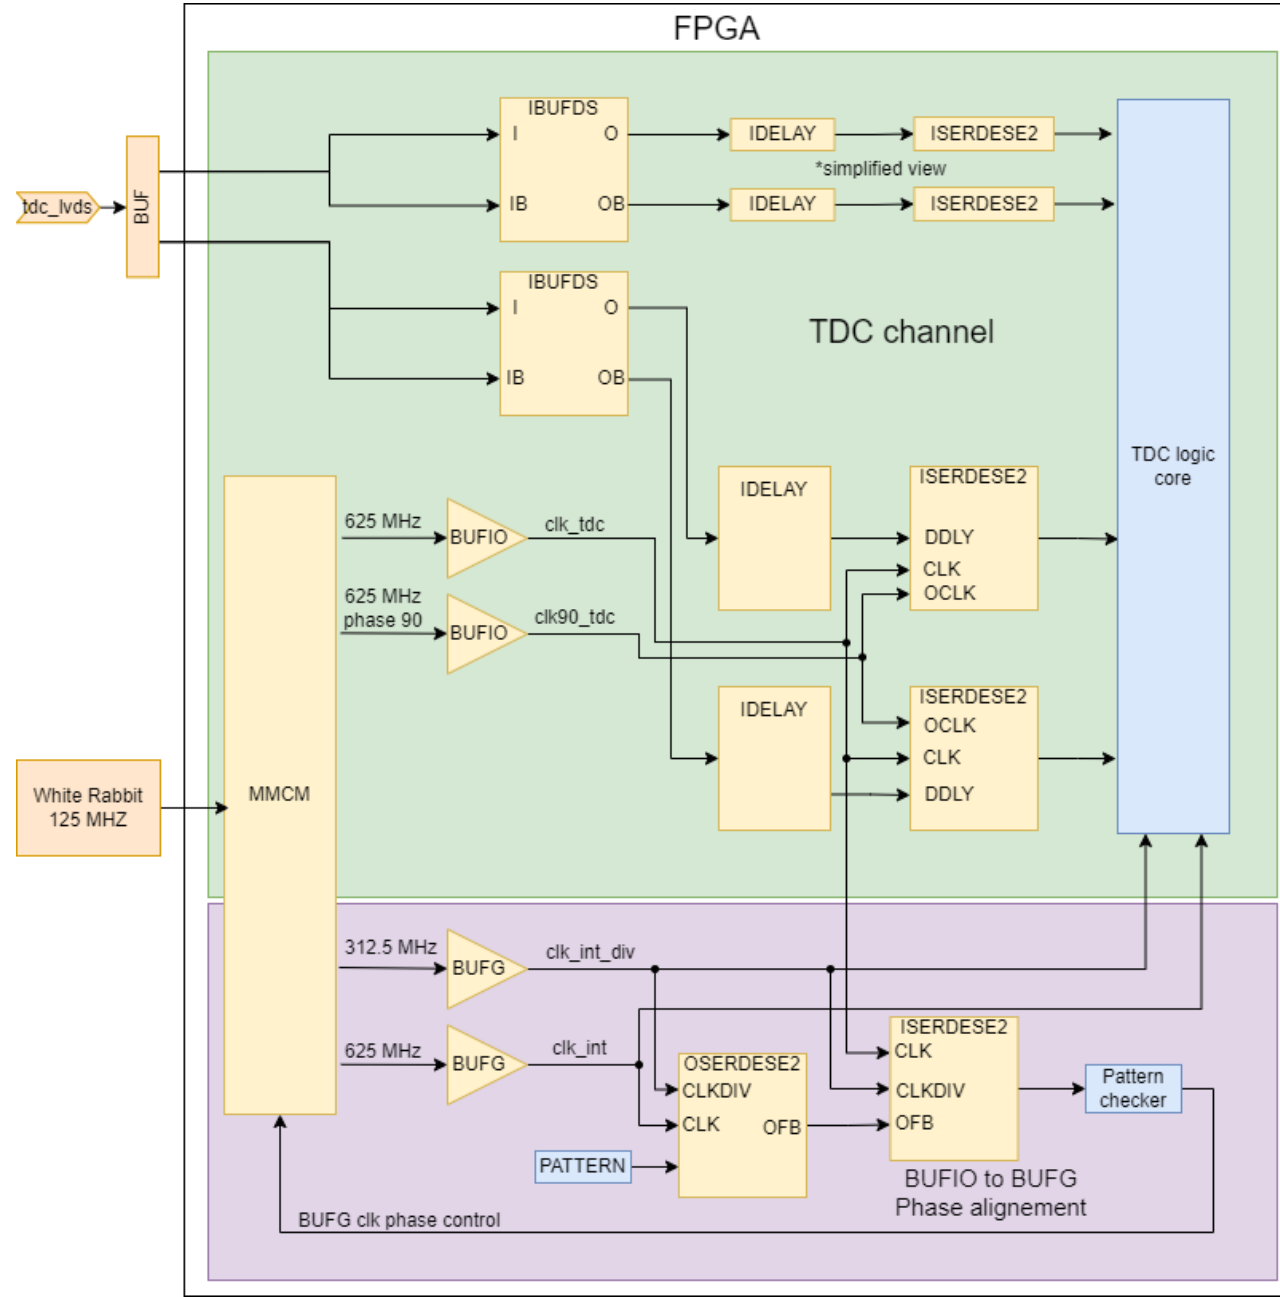 FPGA
IBUFDS
I
O
IDELAY
ISERDESE2
*simplified view
IB
OB
IDELAY
ISERDESE2
tdc_lvds
BUF
IBUFDS
I
O
IB
OB
TDC channel
TDC logic
core
IDELAY
ISERDESE2
DDLY
CLK
OCLK
625 MHz
BUFIO
clk_tdc
625 MHz
phase 90
BUFIO
clk90_tdc
IDELAY
ISERDESE2
OCLK
CLK
DDLY
White Rabbit
125 MHZ
MMCM
312.5 MHz
BUFG
clk_int_div
625 MHz
BUFG
clk_int
OSERDESE2
CLKDIV
CLK
OFB
PATTERN
ISERDESE2
CLK
CLKDIV
OFB
Pattern
checker
BUFIO to BUFG
Phase alignement
BUFG clk phase control